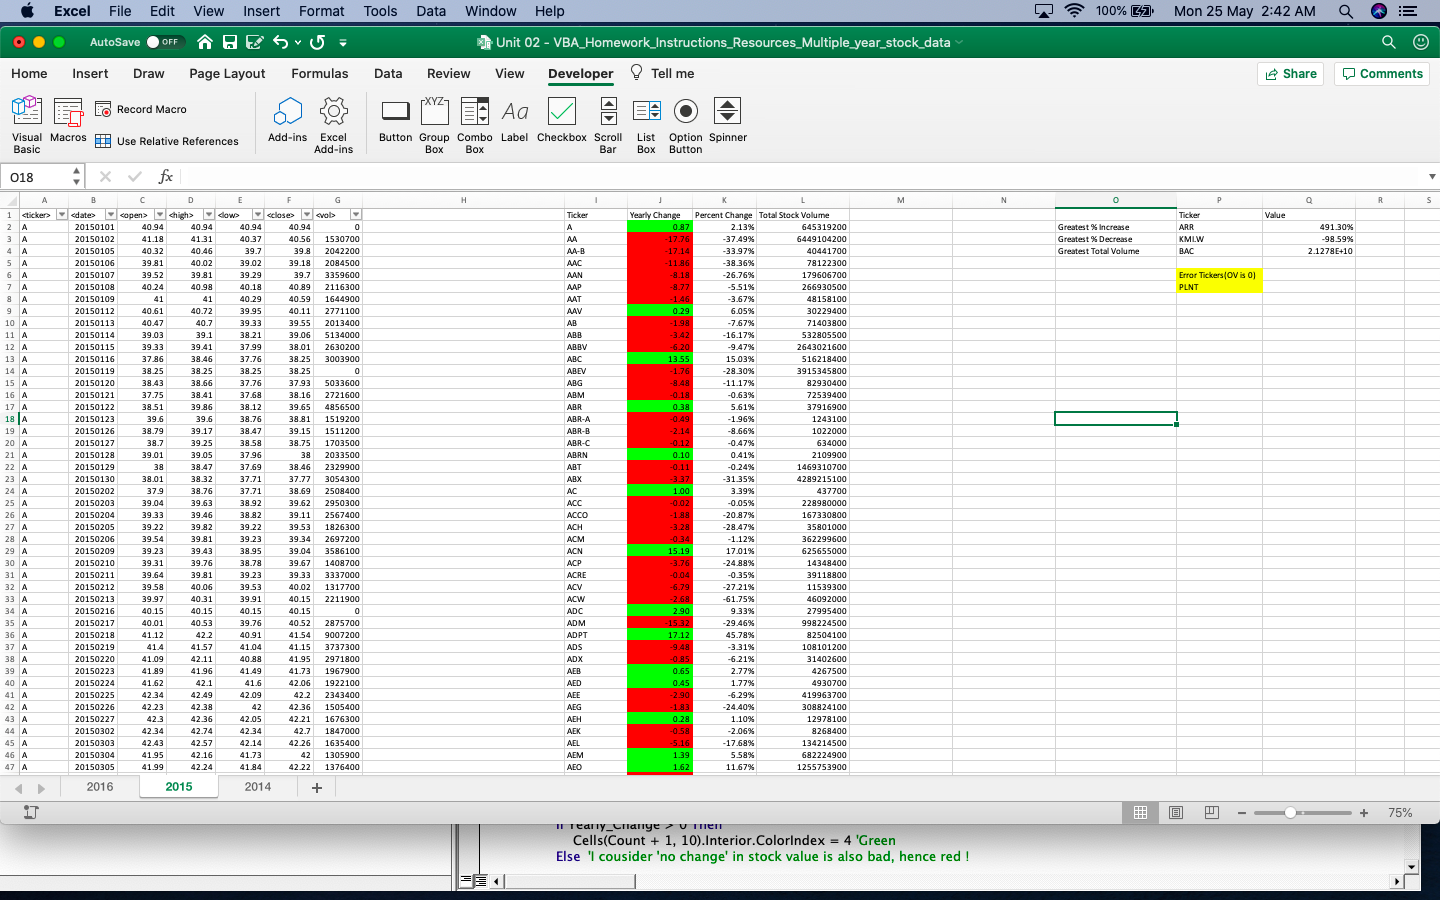 Excel File Edit View Insert Format Tools Data Window Help 100% Mon 25 May 2:42 AM
AutoSave OFF Unit 02 - VBA_Homework_Instructions_Resources_Multiple_year_stock_data
Home Insert Draw Page Layout Formulas Data Review View Developer Tell me Share Comments
Visual Basic Macros Record Macro Use Relative References Add-ins Excel Add-ins Button Group Box Combo Box Label Checkbox Scroll Bar List Box Option Button Spinner
O18 fx
A B C D E F G H I J K L M N O P Q R S
1 <ticker> <date> <open> <high> <low> <close> <vol> Ticker Yearly Change Percent Change Total Stock Volume Ticker Value
2 A 20150101 40.94 40.94 40.94 40.94 0 A 0.87 2.13% 645319200 Greatest % Increase ARR 491.30%
3 A 20150102 41.18 41.31 40.37 40.56 1530700 AA -17.76 -37.49% 6449104200 Greatest % Decrease KMI.W -98.59%
4 A 20150105 40.32 40.46 39.7 39.8 2042200 AA-B -17.14 -33.97% 40441700 Greatest Total Volume BAC 2.1278E+10
5 A 20150106 39.81 40.02 39.02 39.18 2084500 AAC -11.86 -38.36% 78122300
6 A 20150107 39.52 39.81 39.29 39.7 3359600 AAN -8.18 -26.76% 179606700 Error Tickers(OV is 0)
7 A 20150108 40.24 40.98 40.18 40.89 2116300 AAP -8.77 -5.51% 266930500 PLNT
8 A 20150109 41 41 40.29 40.59 1644900 AAT -1.46 -3.67% 48158100
9 A 20150112 40.61 40.72 39.95 40.11 2771100 AAV 0.29 6.05% 30229400
10 A 20150113 40.47 40.7 39.33 39.55 2013400 AB -1.98 -7.67% 71403800
11 A 20150114 39.03 39.1 38.21 39.06 5134000 ABB -3.42 -16.17% 532805500
12 A 20150115 39.33 39.41 37.99 38.01 2630200 ABBV -6.20 -9.47% 2643021600
13 A 20150116 37.86 38.46 37.76 38.25 3003900 ABC 13.55 15.03% 516218400
14 A 20150119 38.25 38.25 38.25 38.25 0 ABEV -1.76 -28.30% 3915345800
15 A 20150120 38.43 38.66 37.76 37.93 5033600 ABG -8.48 -11.17% 82930400
16 A 20150121 37.75 38.41 37.68 38.16 2721600 ABM -0.18 -0.63% 72539400
17 A 20150122 38.51 39.86 38.12 39.65 4856500 ABR 0.38 5.61% 37916900
18 A 20150123 39.6 39.6 38.76 38.81 1519200 ABR-A -0.49 -1.96% 1243100
19 A 20150126 38.79 39.17 38.47 39.15 1511200 ABR-B -2.14 -8.66% 1022000
20 A 20150127 38.7 39.25 38.58 38.75 1703500 ABR-C -0.12 -0.47% 634000
21 A 20150128 39.01 39.05 37.96 38 2033500 ABRN 0.10 0.41% 2109900
22 A 20150129 38 38.47 37.69 38.46 2329900 ABT -0.11 -0.24% 1469310700
23 A 20150130 38.01 38.32 37.71 37.77 3054300 ABX -3.37 -31.35% 4289215100
24 A 20150202 37.9 38.76 37.71 38.69 2508400 AC 1.00 3.39% 437700
25 A 20150203 39.04 39.63 38.92 39.62 2950300 ACC -0.02 -0.05% 228980000
26 A 20150204 39.33 39.46 38.82 39.11 2567400 ACCO -1.88 -20.87% 167330800
27 A 20150205 39.22 39.82 39.22 39.53 1826300 ACH -3.28 -28.47% 35801000
28 A 20150206 39.54 39.81 39.23 39.34 2697200 ACM -0.34 -1.12% 362299600
29 A 20150209 39.23 39.43 38.95 39.04 3586100 ACN 15.19 17.01% 625655000
30 A 20150210 39.31 39.76 38.78 39.67 1408700 ACP -3.76 -24.88% 14348400
31 A 20150211 39.64 39.81 39.23 39.33 3337000 ACRE -0.04 -0.35% 39118800
32 A 20150212 39.58 40.06 39.53 40.02 1317700 ACV -6.79 -27.21% 11539300
33 A 20150213 39.97 40.31 39.91 40.15 2211900 ACW -2.68 -61.75% 46092000
34 A 20150216 40.15 40.15 40.15 40.15 0 ADC 2.90 9.33% 27995400
35 A 20150217 40.01 40.53 39.76 40.52 2875700 ADM -15.32 -29.46% 998224500
36 A 20150218 41.12 42.2 40.91 41.54 9007200 ADPT 17.12 45.78% 82504100
37 A 20150219 41.4 41.57 41.04 41.15 3737300 ADS -9.48 -3.31% 108101200
38 A 20150220 41.09 42.11 40.88 41.95 2971800 ADX -0.85 -6.21% 31402600
39 A 20150223 41.89 41.96 41.49 41.73 1967900 AEB 0.65 2.77% 4267500
40 A 20150224 41.62 42.1 41.6 42.06 1922100 AED 0.45 1.77% 4930700
41 A 20150225 42.34 42.49 42.09 42.2 2343400 AEE -2.90 -6.29% 419963700
42 A 20150226 42.23 42.38 42 42.36 1505400 AEG -1.83 -24.40% 308824100
43 A 20150227 42.3 42.36 42.05 42.21 1676300 AEH 0.28 1.10% 12978100
44 A 20150302 42.34 42.74 42.34 42.7 1847000 AEK -0.58 -2.06% 8268400
45 A 20150303 42.43 42.57 42.14 42.26 1635400 AEL -5.16 -17.68% 134214500
46 A 20150304 41.95 42.16 41.73 42 1305900 AEM 1.39 5.58% 682224900
47 A 20150305 41.99 42.24 41.84 42.22 1376400 AEO 1.62 11.67% 1255753900
2016 2015 2014 +
75%
If Yearly_Change > 0 Then
Cells(Count + 1, 10).Interior.ColorIndex = 4 'Green
Else 'I cousider 'no change' in stock value is also bad, hence red !